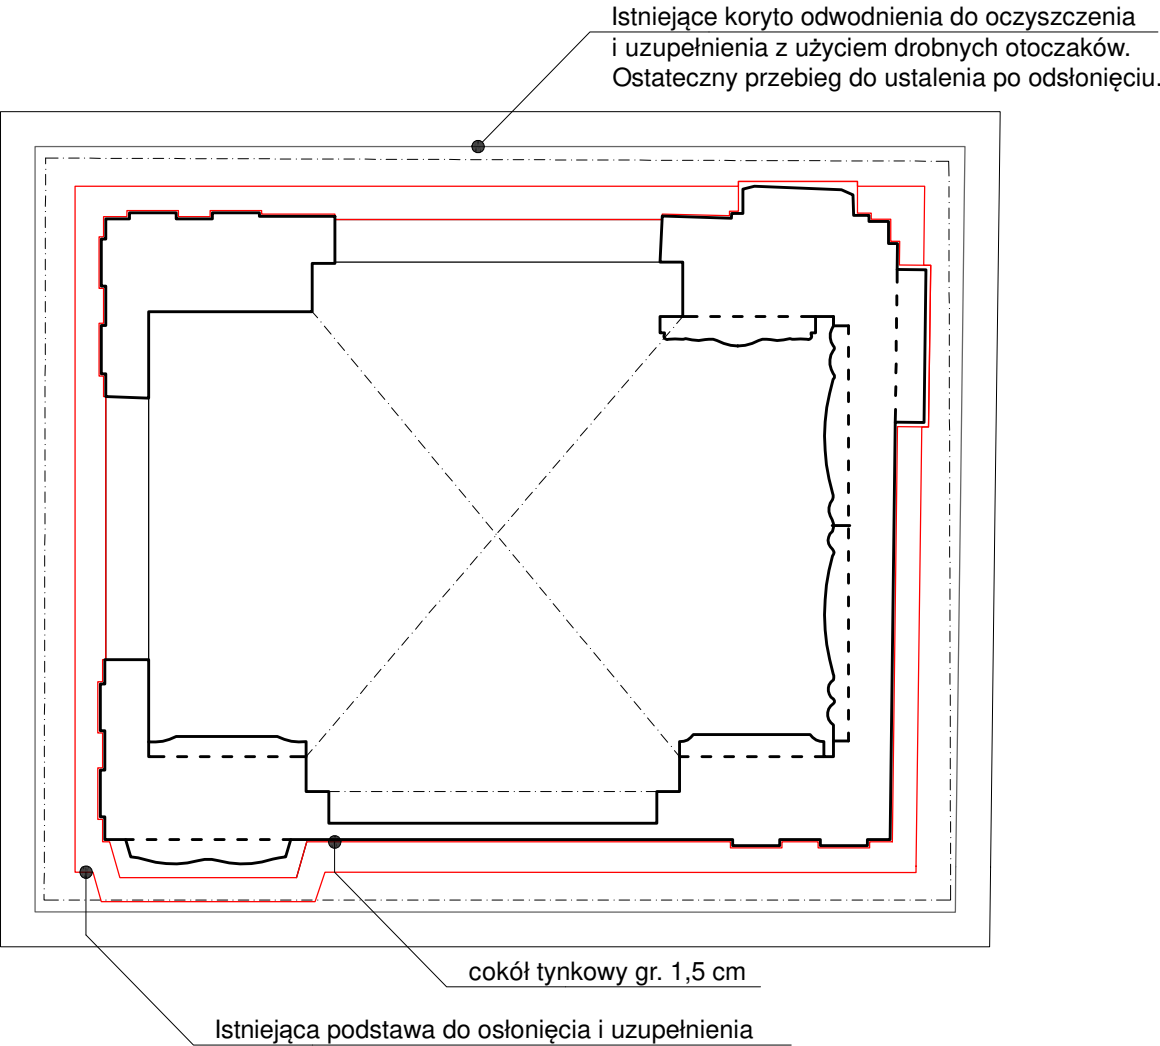 Istniejące koryto odwodnienia do oczyszczenia
i uzupełnienia z użyciem drobnych otoczaków.
Ostateczny przebieg do ustalenia po odsłonięciu.
cokół tynkowy gr. 1,5 cm
Istniejąca podstawa do osłonięcia i uzupełnienia